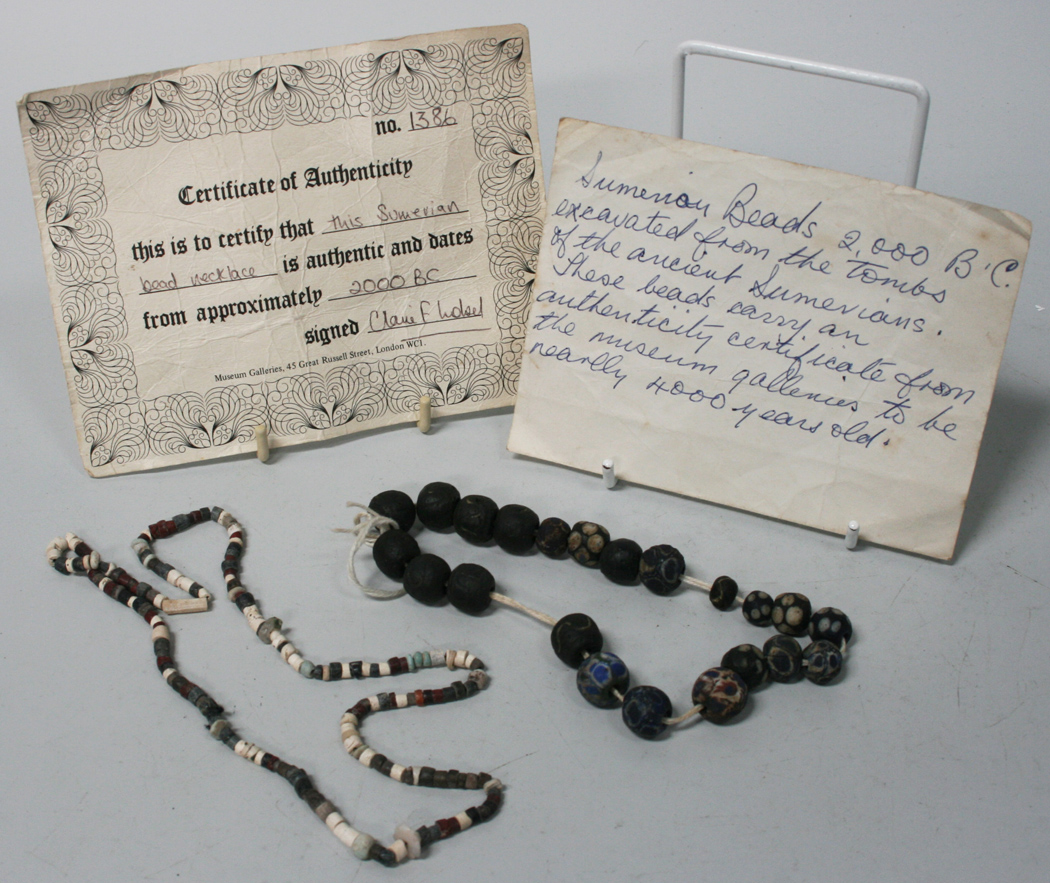 no. 1386
Certificate of Authenticity
this is to certify that this Sumerian
bead necklace is authentic and dates
from approximately 2000 BC
signed Claire F
Museum Galleries, 45 Great Russell Street, London WC1.
Sumerian Beads 2,000 B.C.
excavated from the Tombs
of the ancient Sumerians.
These beads carry an
authenticity certificate from
the museum galleries to be
nearlly 4000 years old.